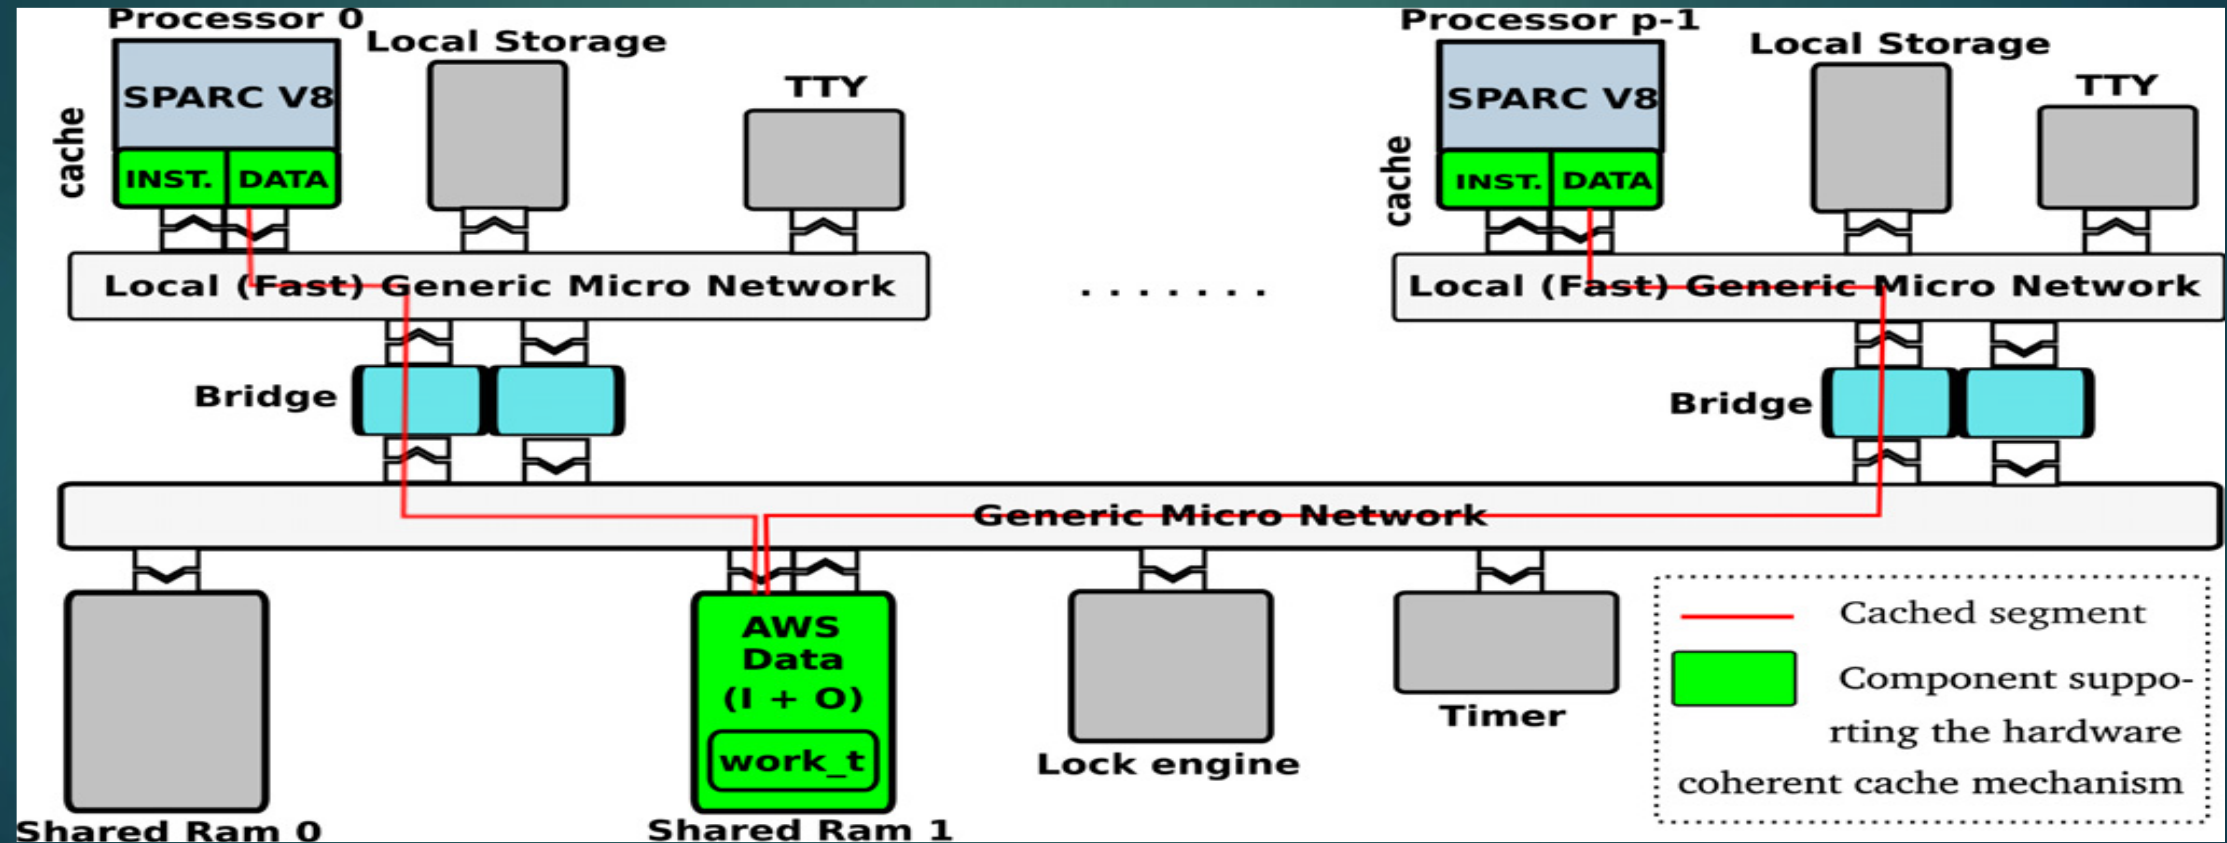 Processor 0
Local Storage
TTY
SPARC V8
cache
INST.
DATA
Local (Fast) Generic Micro Network
Bridge
.......
Processor p-1
Local Storage
TTY
SPARC V8
cache
INST.
DATA
Local (Fast) Generic Micro Network
Bridge
Generic Micro Network
Shared Ram 0
AWS
Data
(I + O)
work_t
Shared Ram 1
Lock engine
Timer
Cached segment
Component suppo-
rting the hardware
coherent cache mechanism